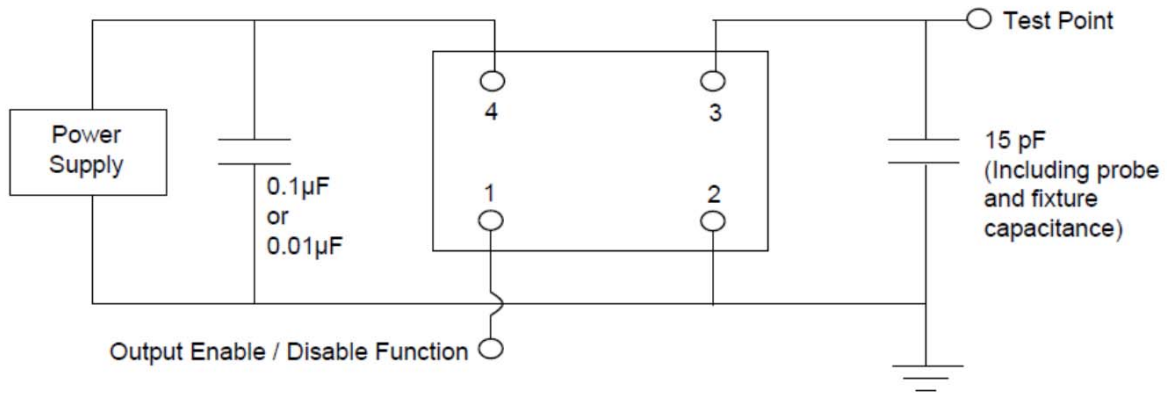 Test Point
Power
Supply
4
3
0.1µF
or
0.01µF
1
2
15 pF
(Including probe
and fixture
capacitance)
Output Enable / Disable Function